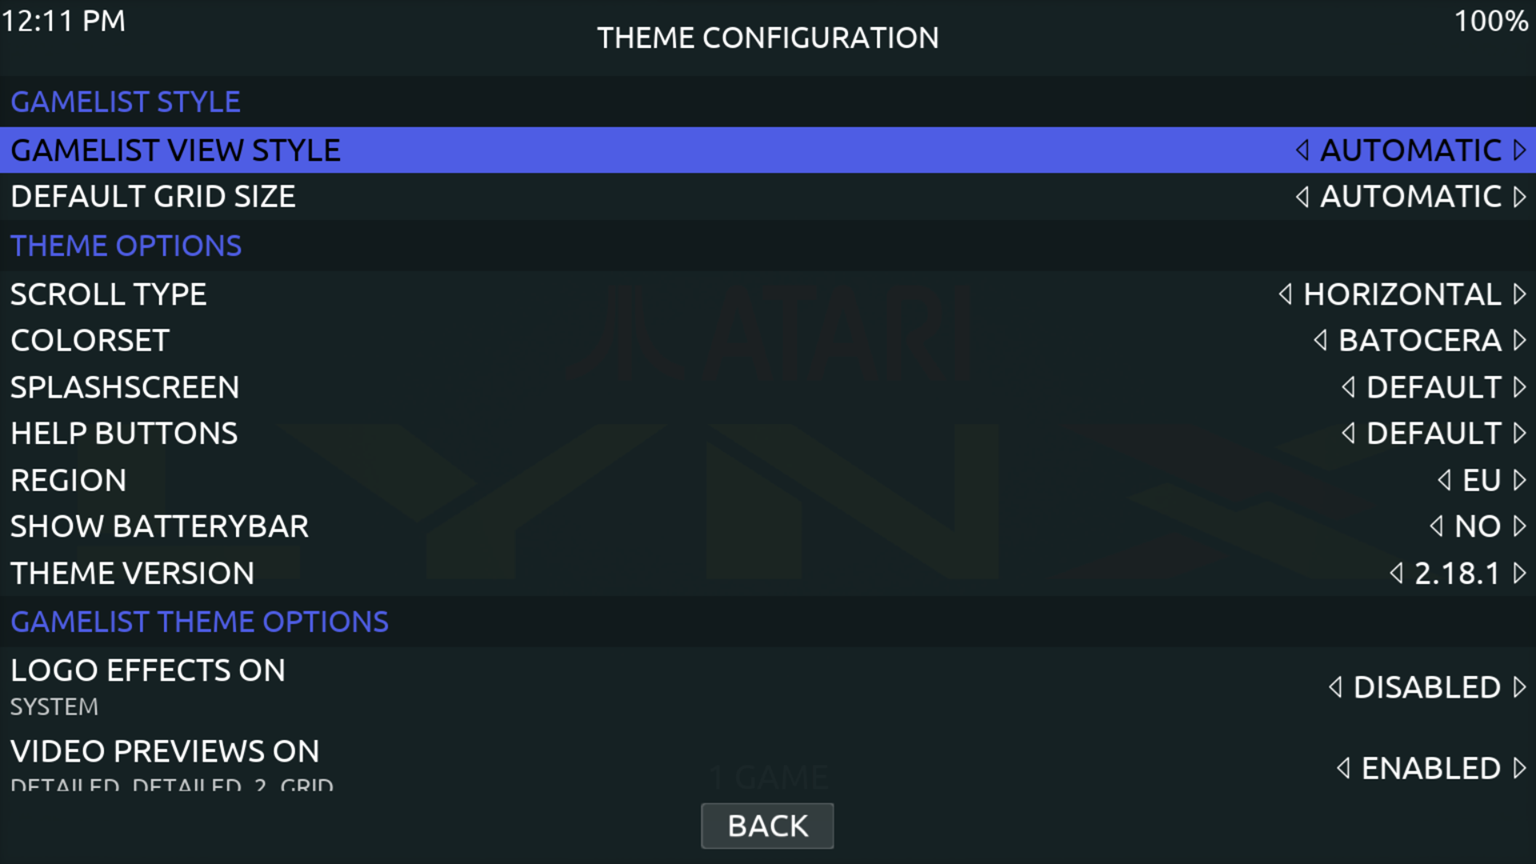 12:11 PM
100%
THEME CONFIGURATION
GAMELIST STYLE
GAMELIST VIEW STYLE AUTOMATIC
DEFAULT GRID SIZE AUTOMATIC
THEME OPTIONS
SCROLL TYPE HORIZONTAL
COLORSET BATOCERA
SPLASHSCREEN DEFAULT
HELP BUTTONS DEFAULT
REGION EU
SHOW BATTERYBAR NO
THEME VERSION 2.18.1
GAMELIST THEME OPTIONS
LOGO EFFECTS ON DISABLED
SYSTEM
VIDEO PREVIEWS ON ENABLED
DETAILED, DETAILED_2, GRID
ATARI
LYNX
1 GAME
BACK